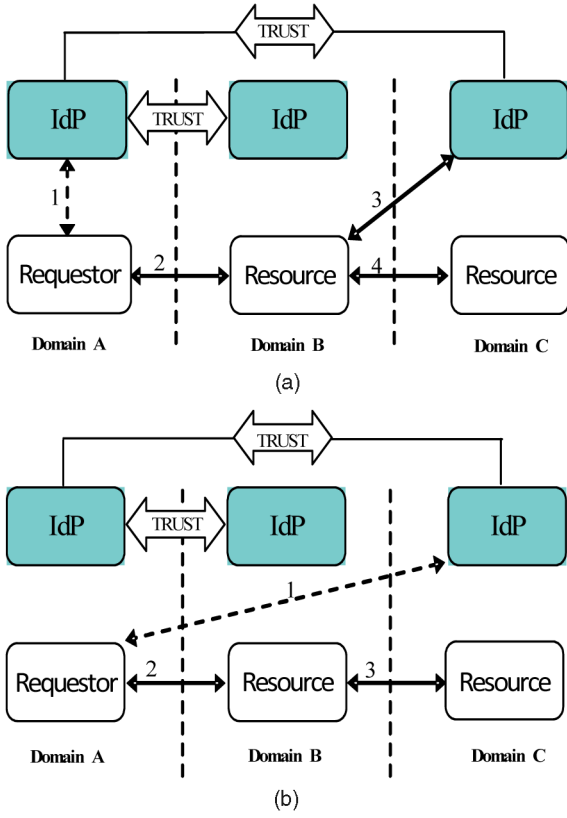 TRUST
IdP
TRUST
IdP
IdP
1
3
Requestor
2
Resource
4
Resource
Domain A
Domain B
Domain C
(a)
TRUST
IdP
TRUST
IdP
IdP
1
Requestor
2
Resource
3
Resource
Domain A
Domain B
Domain C
(b)